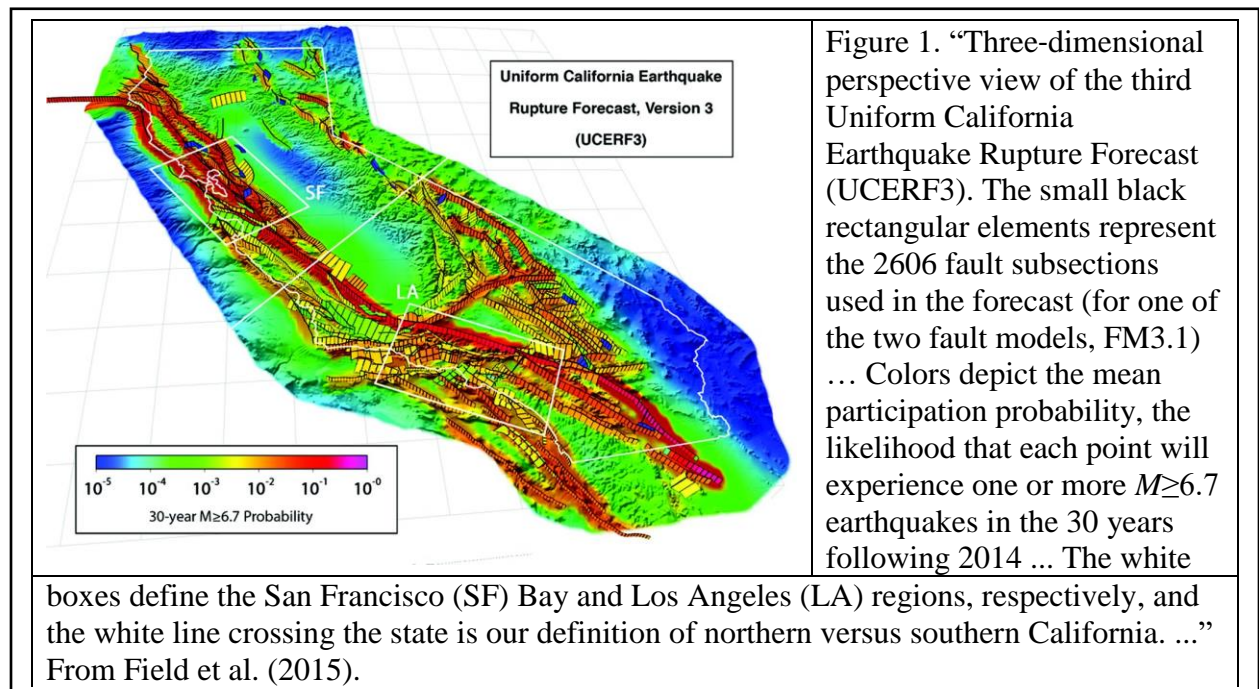 Uniform California Earthquake
Rupture Forecast, Version 3
(UCERF3)
SF
LA
10-5 10-4 10-3 10-2 10-1 10-0
30-year M≥6.7 Probability
Figure 1. “Three-dimensional
perspective view of the third
Uniform California
Earthquake Rupture Forecast
(UCERF3). The small black
rectangular elements represent
the 2606 fault subsections
used in the forecast (for one of
the two fault models, FM3.1)
… Colors depict the mean
participation probability, the
likelihood that each point will
experience one or more M≥6.7
earthquakes in the 30 years
following 2014 ... The white
boxes define the San Francisco (SF) Bay and Los Angeles (LA) regions, respectively, and
the white line crossing the state is our definition of northern versus southern California. ...”
From Field et al. (2015).